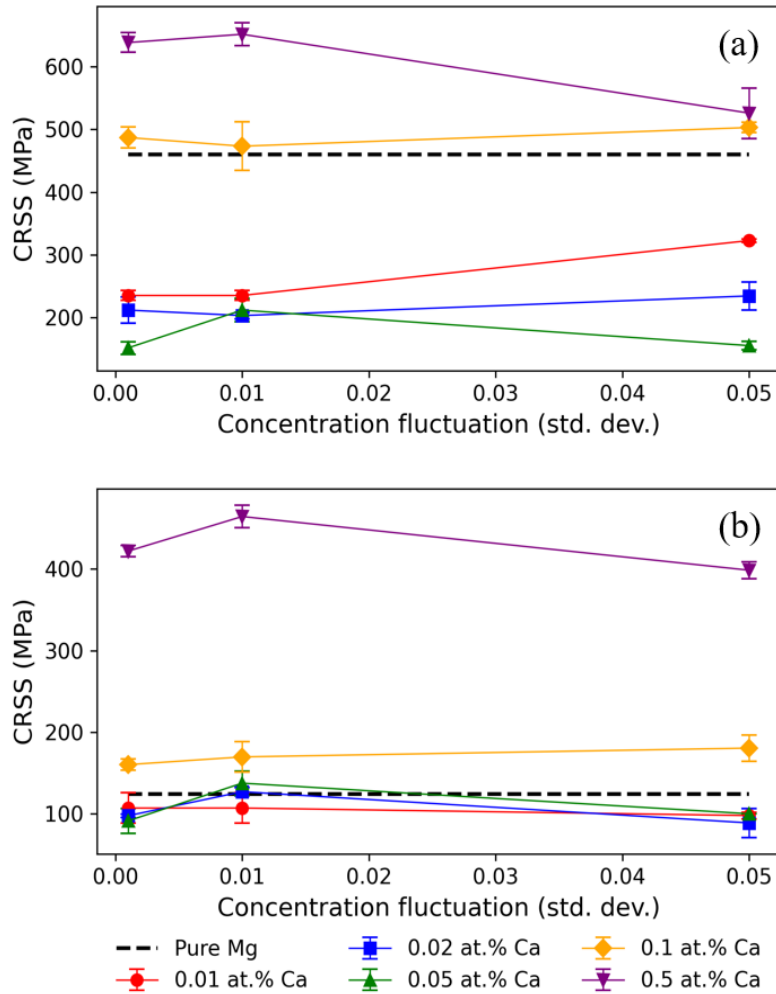 (a)
600
500
400
300
200
CRSS (MPa)
0.00 0.01 0.02 0.03 0.04 0.05
Concentration fluctuation (std. dev.)
(b)
400
300
200
100
CRSS (MPa)
0.00 0.01 0.02 0.03 0.04 0.05
Concentration fluctuation (std. dev.)
Pure Mg 0.02 at.% Ca 0.1 at.% Ca
0.01 at.% Ca 0.05 at.% Ca 0.5 at.% Ca